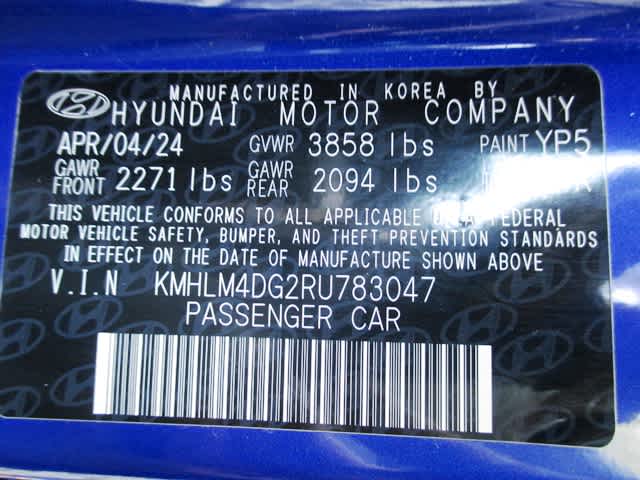 MANUFACTURED IN KOREA BY
HYUNDAI MOTOR COMPANY
APR/04/24 GVWR 3858 lbs PAINT YP5
GAWR FRONT 2271 lbs GAWR REAR 2094 lbs
THIS VEHICLE CONFORMS TO ALL APPLICABLE FEDERAL
MOTOR VEHICLE SAFETY, BUMPER, AND THEFT PREVENTION STANDARDS
IN EFFECT ON THE DATE OF MANUFACTURE SHOWN ABOVE
V.I.N KMHLM4DG2RU783047
PASSENGER CAR